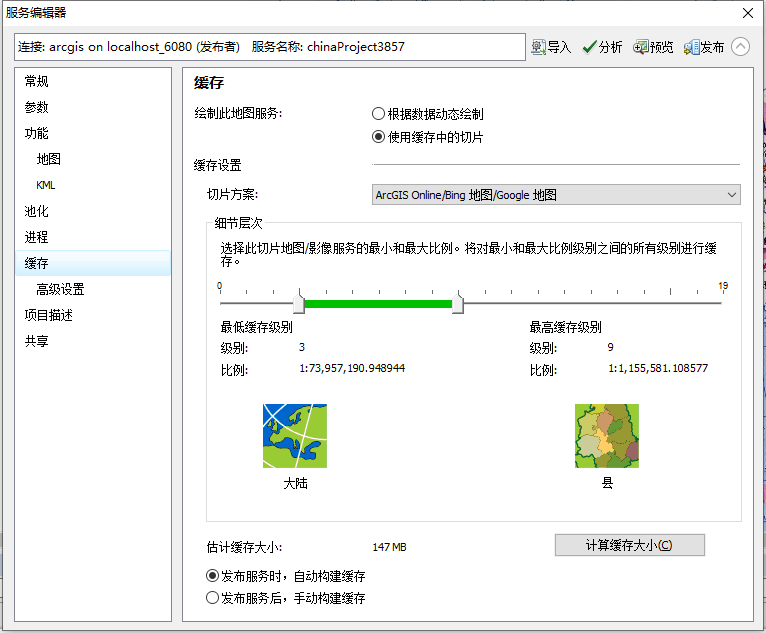 服务编辑器
连接: arcgis on localhost_6080 (发布者) 服务名称: chinaProject3857
导入 分析 预览 发布
常规
参数
功能
地图
KML
池化
进程
缓存
高级设置
项目描述
共享
缓存
绘制此地图服务:
根据数据动态绘制
使用缓存中的切片
缓存设置
切片方案: ArcGIS Online/Bing 地图/Google 地图
细节层次
选择此切片地图/影像服务的最小和最大比例。将对最小和最大比例级别之间的所有级别进行缓
存。
0 19
最低缓存级别 最高缓存级别
级别: 3 级别: 9
比例: 1:73,957,190.948944 比例: 1:1,155,581.108577
大陆 县
估计缓存大小: 147 MB 计算缓存大小(C)
发布服务时，自动构建缓存
发布服务后，手动构建缓存